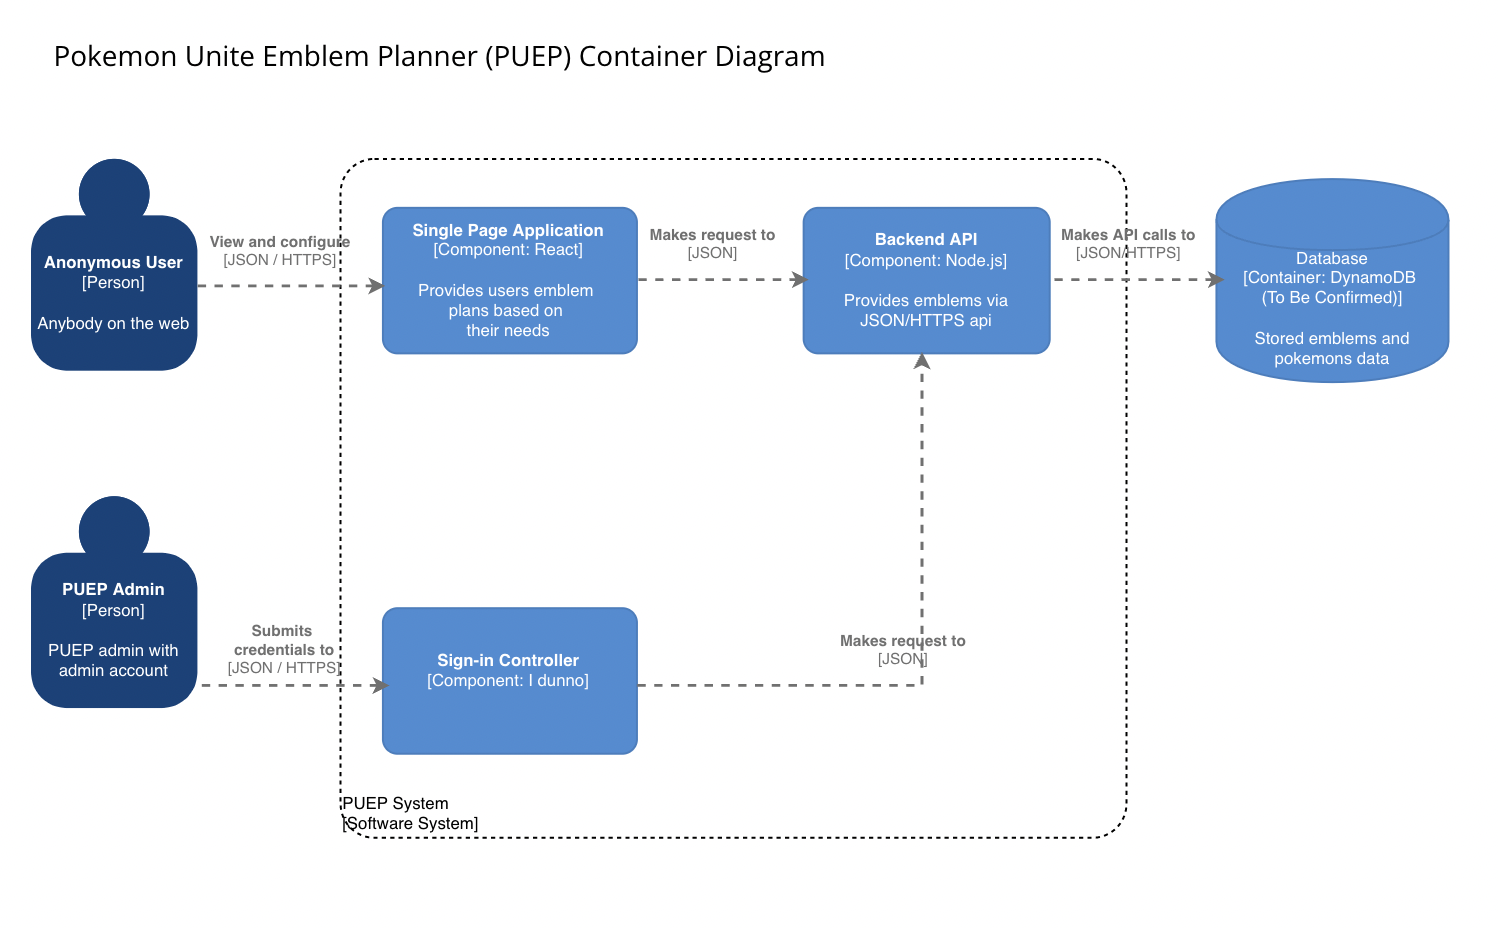 Pokemon Unite Emblem Planner (PUEP) Container Diagram
Anonymous User
[Person]
Anybody on the web
View and configure
[JSON / HTTPS]
Single Page Application
[Component: React]
Provides users emblem
plans based on
their needs
Makes request to
[JSON]
Backend API
[Component: Node.js]
Provides emblems via
JSON/HTTPS api
Makes API calls to
[JSON/HTTPS]
Database
[Container: DynamoDB
(To Be Confirmed)]
Stored emblems and
pokemons data
PUEP Admin
[Person]
PUEP admin with
admin account
Submits
credentials to
[JSON / HTTPS]
Sign-in Controller
[Component: I dunno]
Makes request to
[JSON]
PUEP System
[Software System]